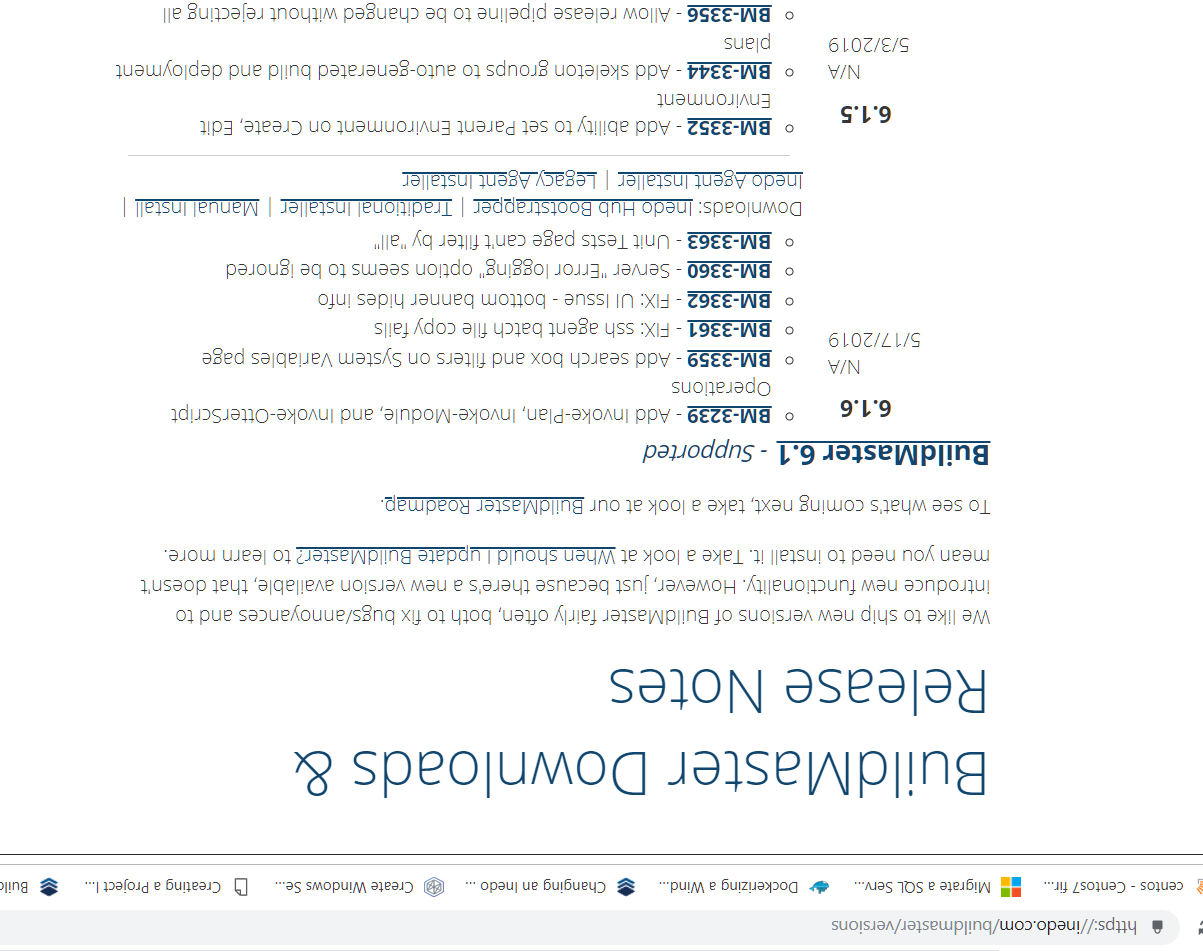 https://inedo.com/buildmaster/versions
centos - Centos7 fir...
Migrate a SQL Serv...
Dockerizing a Wind...
Changing an Inedo ...
Create Windows Se...
Creating a Project I...
Buil
BuildMaster Downloads &
Release Notes
We like to ship new versions of BuildMaster fairly often, both to fix bugs/annoyances and to
introduce new functionality. However, just because there's a new version available, that doesn't
mean you need to install it. Take a look at When should I update BuildMaster? to learn more.
To see what's coming next, take a look at our BuildMaster Roadmap.
BuildMaster 6.1 - Supported
6.1.6
N/A
5/17/2019
BM-3239 - Add Invoke-Plan, Invoke-Module, and Invoke-OtterScript
Operations
BM-3359 - Add search box and filters on System Variables page
BM-3361 - FIX: ssh agent batch file copy fails
BM-3362 - FIX: UI Issue - bottom banner hides info
BM-3360 - Server "Error logging" option seems to be ignored
BM-3363 - Unit Tests page can't filter by "all"
Downloads: Inedo Hub Bootstrapper | Traditional Installer | Manual Install |
Inedo Agent Installer | Legacy Agent Installer
6.1.5
N/A
5/3/2019
BM-3352 - Add ability to set Parent Environment on Create, Edit
Environment
BM-3344 - Add skeleton groups to auto-generated build and deployment
plans
BM-3356 - Allow release pipeline to be changed without rejecting all